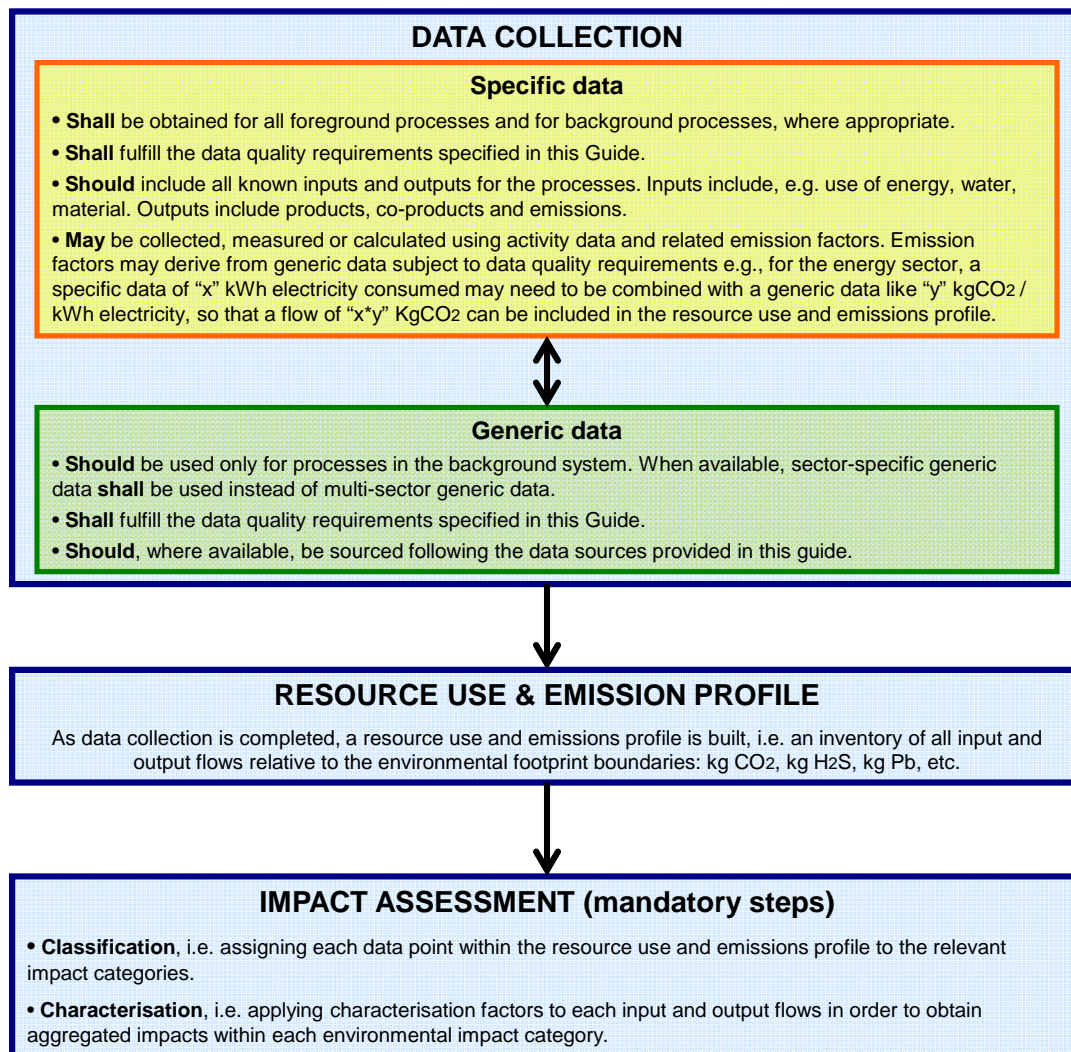 DATA COLLECTION
Specific data
• Shall be obtained for all foreground processes and for background processes, where appropriate.
• Shall fulfill the data quality requirements specified in this Guide.
• Should include all known inputs and outputs for the processes. Inputs include, e.g. use of energy, water,
material. Outputs include products, co-products and emissions.
• May be collected, measured or calculated using activity data and related emission factors. Emission
factors may derive from generic data subject to data quality requirements e.g., for the energy sector, a
specific data of “x” kWh electricity consumed may need to be combined with a generic data like “y” kgCO2 /
kWh electricity, so that a flow of “x*y” KgCO2 can be included in the resource use and emissions profile.
Generic data
• Should be used only for processes in the background system. When available, sector-specific generic
data shall be used instead of multi-sector generic data.
• Shall fulfill the data quality requirements specified in this Guide.
• Should, where available, be sourced following the data sources provided in this guide.
RESOURCE USE & EMISSION PROFILE
As data collection is completed, a resource use and emissions profile is built, i.e. an inventory of all input and
output flows relative to the environmental footprint boundaries: kg CO2, kg H2S, kg Pb, etc.
IMPACT ASSESSMENT (mandatory steps)
• Classification, i.e. assigning each data point within the resource use and emissions profile to the relevant
impact categories.
• Characterisation, i.e. applying characterisation factors to each input and output flows in order to obtain
aggregated impacts within each environmental impact category.